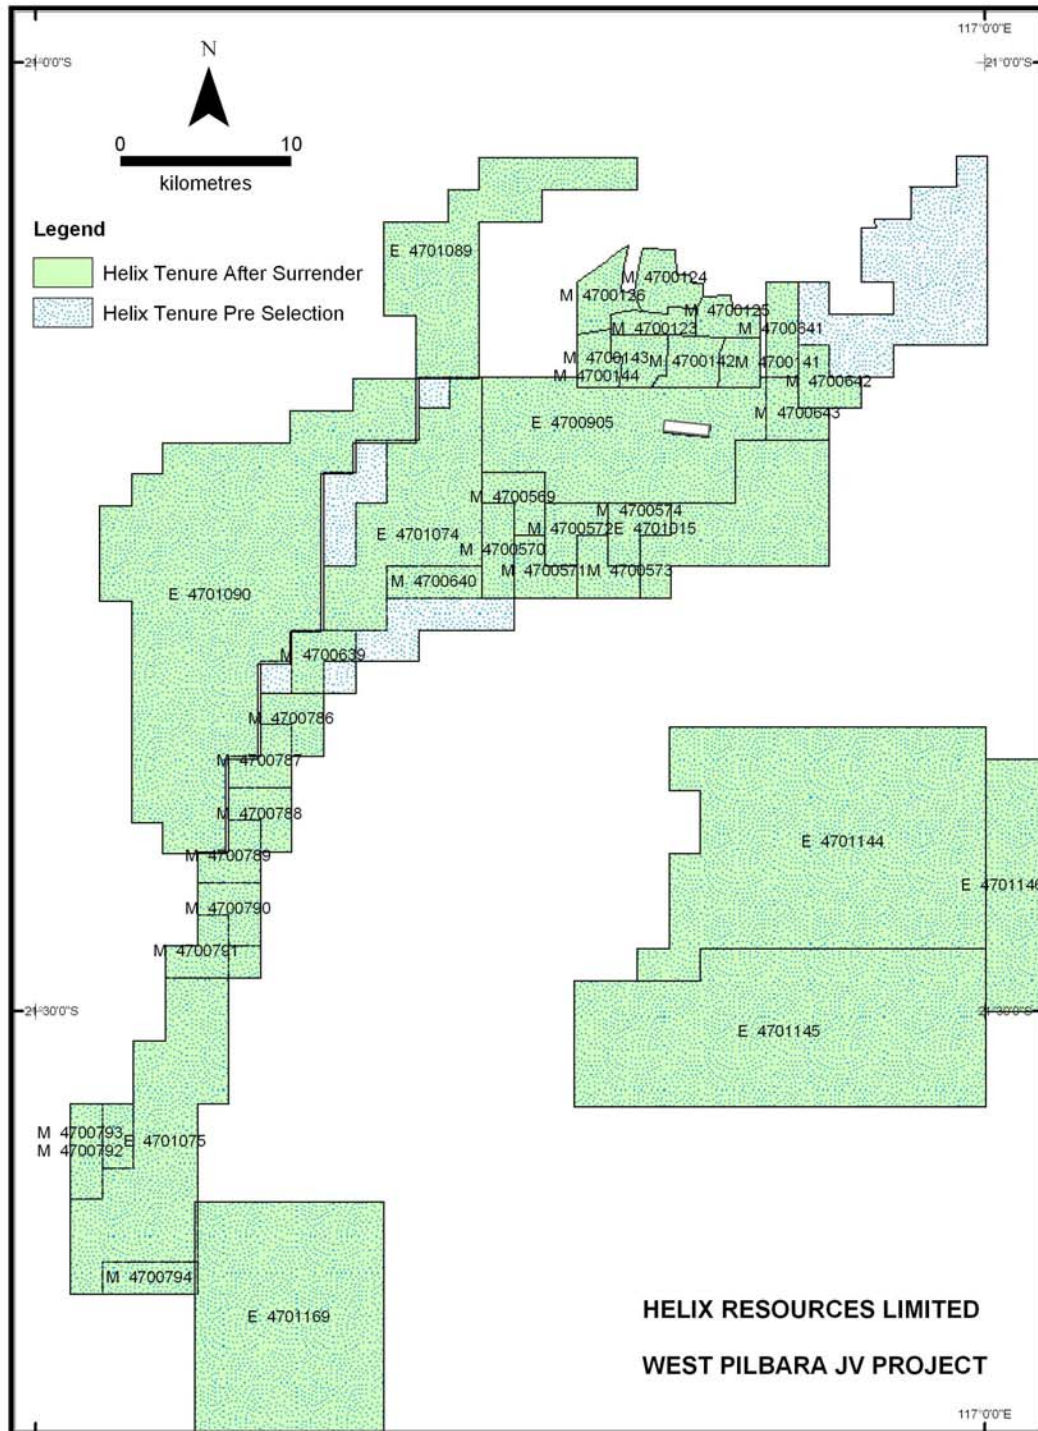 117°0'0"E
21°0'0"S
21°0'0"S
N
0 10
kilometres
Legend
Helix Tenure After Surrender
Helix Tenure Pre Selection
E 4701089
M 4700124
M 4700126
M 4700125
M 4700123
M 4700641
M 4700143
M 4700142
M 4700141
M 4700144
M 4700642
M 4700643
E 4700905
M 4700569
M 4700574
M 4700572
E 4701015
E 4701074
M 4700570
M 4700571
M 4700573
M 4700640
E 4701090
M 4700639
M 4700786
M 4700787
M 4700788
M 4700789
E 4701144
E 4701146
M 4700790
M 4700791
21°30'0"S
21°30'0"S
E 4701145
M 4700793
M 4700792
E 4701075
M 4700794
E 4701169
HELIX RESOURCES LIMITED
WEST PILBARA JV PROJECT
117°0'0"E